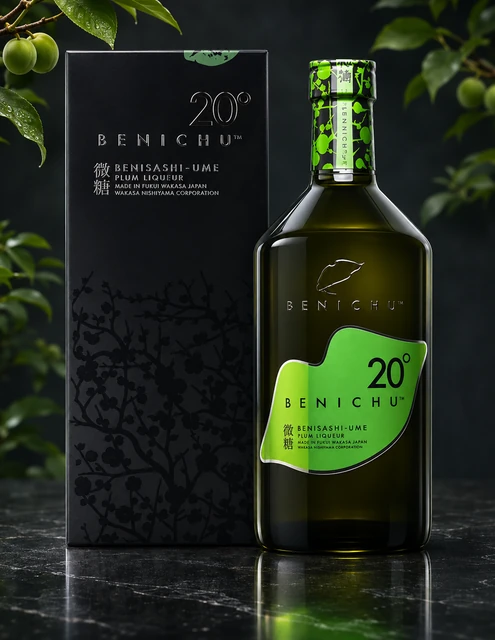 20°
BENICHU™
微糖
BENISASHI-UME
PLUM LIQUEUR
MADE IN FUKUI WAKASA JAPAN
WAKASA NISHIYAMA CORPORATION
BENICHU™
20°
BENICHU™
微糖
BENISASHI-UME
PLUM LIQUEUR
MADE IN FUKUI WAKASA JAPAN
WAKASA NISHIYAMA CORPORATION